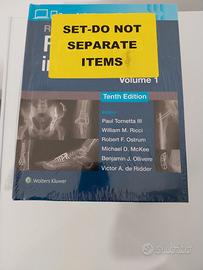 SET-DO NOT
SEPARATE
ITEMS
Volume 1
Tenth Edition
Paul Tornetta III
William M. Ricci
Robert F. Ostrum
Michael D. McKee
Benjamin J. Ollivere
Victor A. de Ridder
Wolters Kluwer
subito